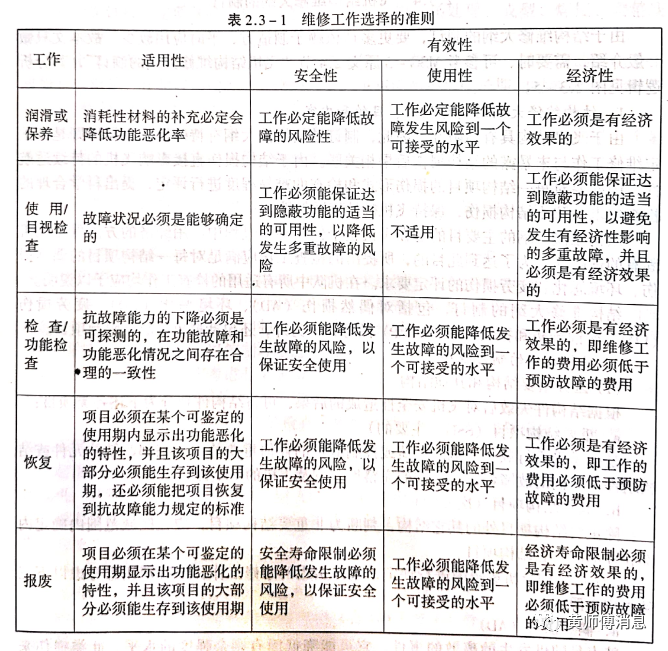 表 2.3-1 维修工作选择的准则
工作
适用性
有效性
安全性
使用性
经济性
润滑或
保养
消耗性材料的补充必定会
降低功能恶化率
工作必定能降低故
障的风险性
工作必定能降低故
障发生风险到一个
可接受的水平
工作必须是有经济
效果的
使 用/
目视检
查
故障状况必须是能够确定
的
工作必须能保证达
到隐蔽功能的适当
的可用性，以降低
发生多重故障的风
险
不适用
工作必须能保证达
到隐蔽功能的适当
的可用性，以避免
发生有经济性影响
的多重故障，并且
必须是有经济效果
的
检 查/
功能检
查
抗故障能力的下降必须是
可探测的，在功能故障和
功能恶化情况之间存在合
理的一致性
工作必须能降低发
生故障的风险，以
保证安全使用
工作必须能降低发
生故障的风险到一
个可接受的水平
工作必须是有经济
效果的，即维修工
作的费用必须低于
预防故障的费用
恢复
项目必须在某个可鉴定的
使用期内显示出功能恶化
的特性，并且该项目的大
部分必须能生存到该使用
期，还必须能把项目恢复
到抗故障能力规定的标准
工作必须能降低发
生故障的风险，以
保证安全使用
工作必须能降低发
生故障的风险到一
个可接受的水平
工作必须是有经济
效果的，即工作的
费用必须低于预防
故障的费用
报废
项目必须在某个可鉴定的
使用期显示出功能恶化的
特性，并且该项目的大部
分必须能生存到该使用期
安全寿命限制必须
能降低发生故障的
风险，以保证安全
使用
工作必须能降低发
生故障的风险到一
个可接受的水平
经济寿命限制必须
是有经济效果的，
即维修工作的费用
必须低于预防故障
的费用
黄师傅消息